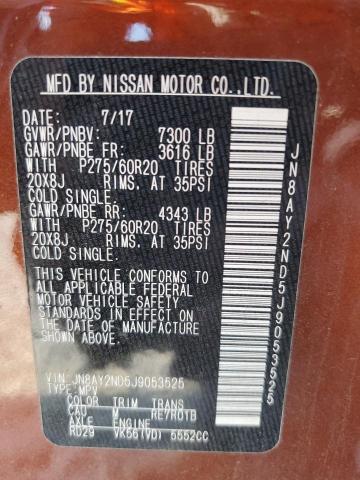 MFD BY NISSAN MOTOR CO.,LTD.
DATE: 7/17
GVWR/PNBV: 7300 LB
GAWR/PNBE FR: 3616 LB
WITH P275/60R20 TIRES
20X8J RIMS. AT 35PSI
COLD SINGLE.
GAWR/PNBE RR: 4343 LB
WITH P275/60R20 TIRES
20X8J RIMS. AT 35PSI
COLD SINGLE.
THIS VEHICLE CONFORMS TO
ALL APPLICABLE FEDERAL
MOTOR VEHICLE SAFETY
STANDARDS IN EFFECT ON
THE DATE OF MANUFACTURE
SHOWN ABOVE.
VIN: JN8AY2ND5J9053525
TYPE: MPV
COLOR TRIM TRANS
CAU M RE7R01B
AXLE ENGINE
RD29 VK56(VD) 5552CC
JN8AY2ND5J9053525